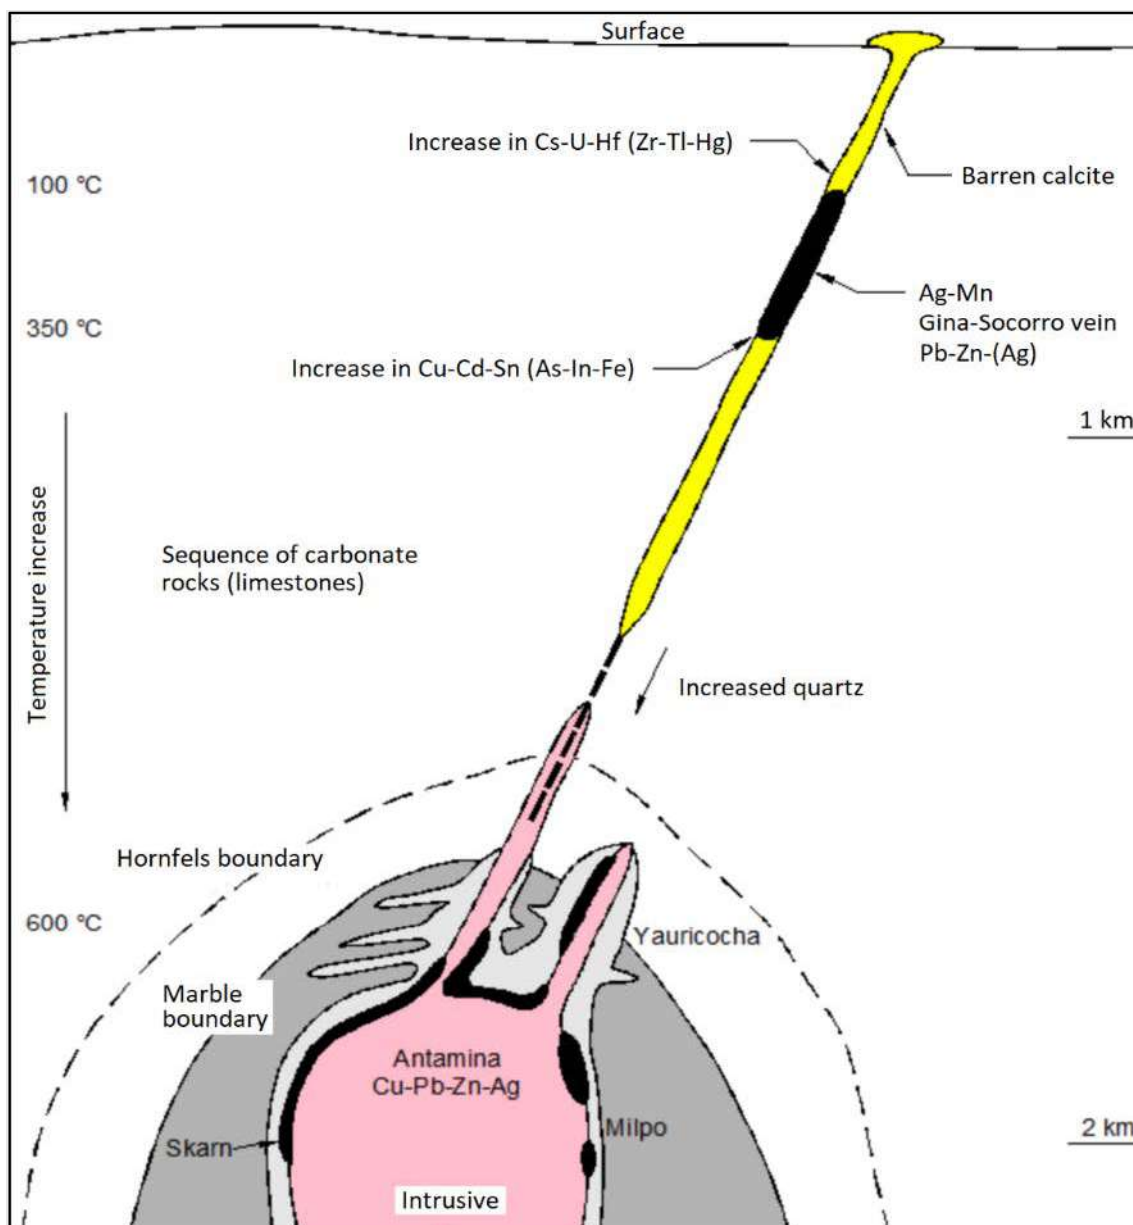 Surface
Increase in Cs-U-Hf (Zr-Tl-Hg)
100 °C
Barren calcite
Ag-Mn
Gina-Socorro vein
Pb-Zn-(Ag)
350 °C
Increase in Cu-Cd-Sn (As-In-Fe)
1 km
Temperature increase
Sequence of carbonate
rocks (limestones)
Increased quartz
Hornfels boundary
600 °C
Yauricocha
Marble
boundary
Antamina
Cu-Pb-Zn-Ag
Skarn
Milpo
2 km
Intrusive